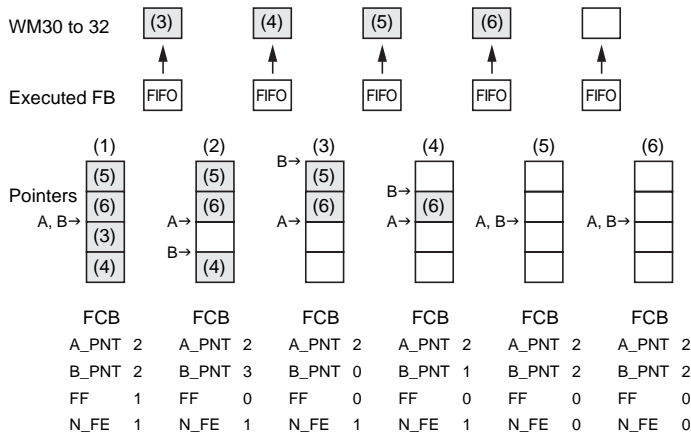 WM30 to 32 (3) (4) (5) (6)
Executed FB FIFO FIFO FIFO FIFO FIFO
(1) (2) (3) (4) (5) (6)
Pointers
(5) (5) B→ (5)
(6) (6) (6) B→ (6)
A, B→ A→ A→ A→ A, B→ A, B→
(3) B→
(4) (4)
FCB FCB FCB FCB FCB FCB
A_PNT 2 A_PNT 2 A_PNT 2 A_PNT 2 A_PNT 2 A_PNT 2
B_PNT 2 B_PNT 3 B_PNT 0 B_PNT 1 B_PNT 2 B_PNT 2
FF 1 FF 0 FF 0 FF 0 FF 0 FF 0
N_FE 1 N_FE 1 N_FE 1 N_FE 1 N_FE 0 N_FE 0